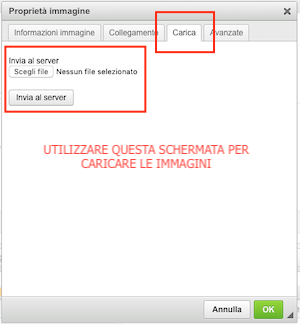 Proprietà immagine
Informazioni immagine Collegamento Carica Avanzate
Invia al server
Scegli file Nessun file selezionato
Invia al server
UTILIZZARE QUESTA SCHERMATA PER
CARICARE LE IMMAGINI
Annulla OK